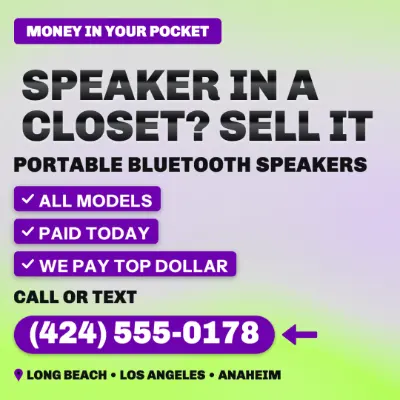 MONEY IN YOUR POCKET
SPEAKER IN A
CLOSET? SELL IT
PORTABLE BLUETOOTH SPEAKERS
ALL MODELS
PAID TODAY
WE PAY TOP DOLLAR
CALL OR TEXT
(424) 555-0178
LONG BEACH • LOS ANGELES • ANAHEIM